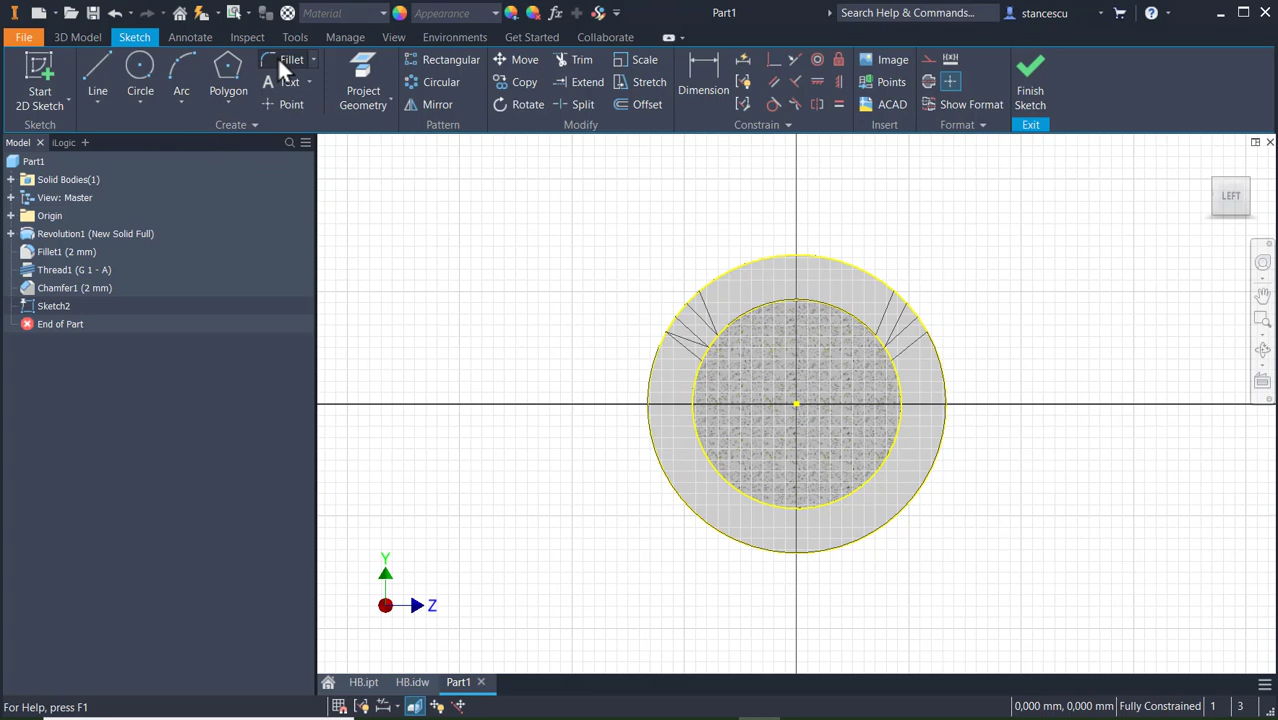 Material
Appearance
Part1
Search Help & Commands...
stancescu
File
3D Model
Sketch
Annotate
Inspect
Tools
Manage
View
Environments
Get Started
Collaborate
Start
2D Sketch
Line
Circle
Arc
Polygon
Fillet
Text
Point
Project
Geometry
Rectangular
Circular
Mirror
Move
Copy
Rotate
Trim
Extend
Split
Scale
Stretch
Offset
Dimension
Image
Points
ACAD
Show Format
Finish
Sketch
Sketch
Create
Pattern
Modify
Constrain
Insert
Format
Exit
Model
iLogic
Part1
Solid Bodies(1)
View: Master
Origin
Revolution1 (New Solid Full)
Fillet1 (2 mm)
Thread1 (G 1 - A)
Chamfer1 (2 mm)
Sketch2
End of Part
LEFT
Y
Z
HB.ipt
HB.idw
Part1
For Help, press F1
0,000 mm, 0,000 mm
Fully Constrained
1
3